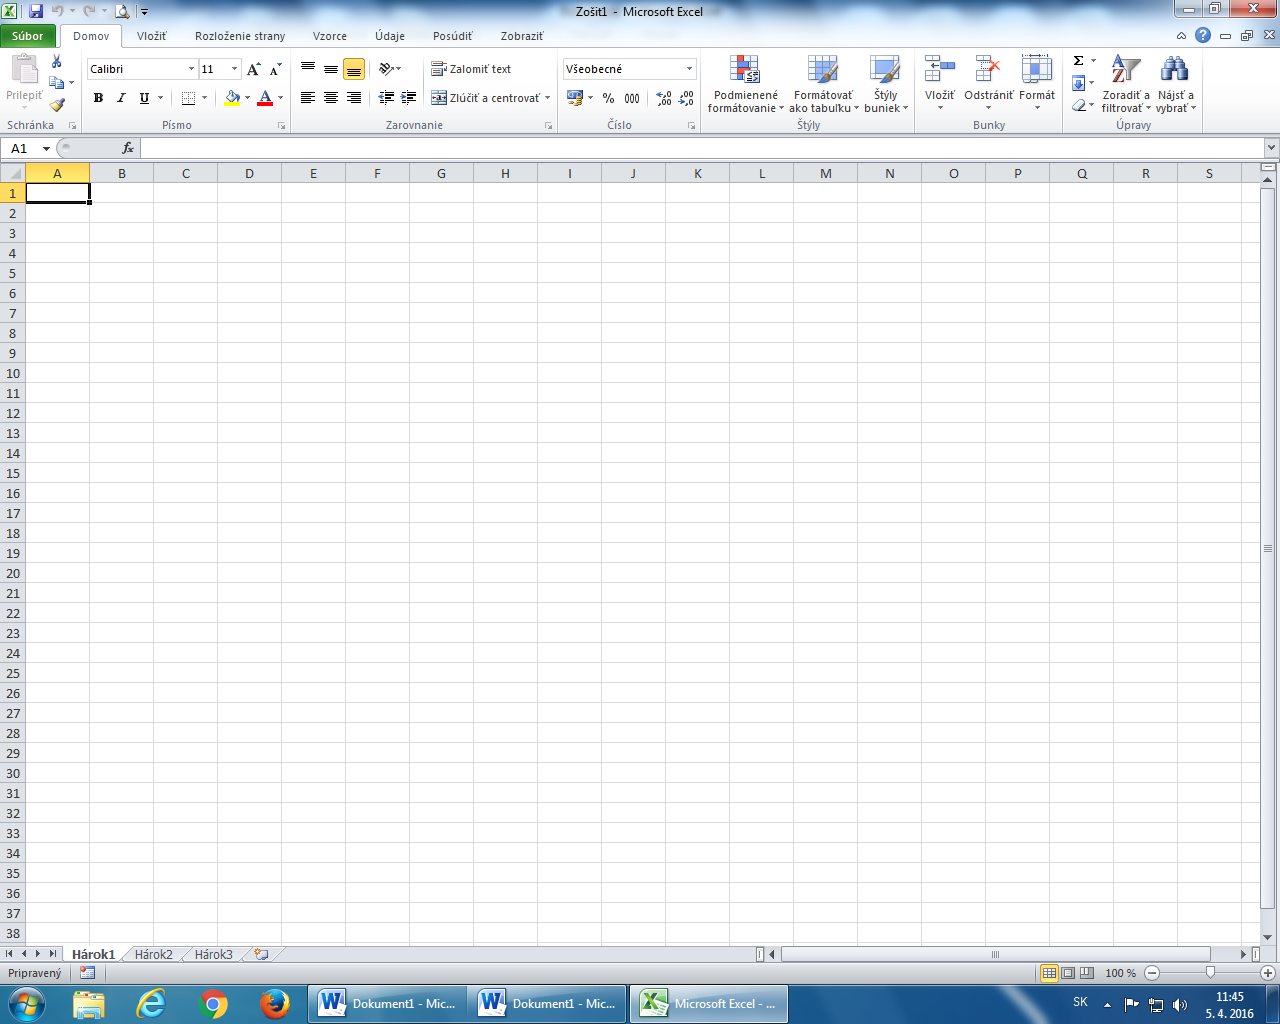 Zošit1 - Microsoft Excel
Súbor Domov Vložiť Rozloženie strany Vzorce Údaje Posúdiť Zobraziť
Prilepiť
Schránka
Calibri 11
B I U A
Písmo
Zalomiť text
Zlúčiť a centrovať
Zarovnanie
Všeobecné
% 000 ,00 ,0
Číslo
Podmienené formátovanie
Formátovať ako tabuľku
Štýly buniek
Štýly
Vložiť Odstrániť Formát
Bunky
Σ
Zoradiť a filtrovať
Nájsť a vybrať
Úpravy
A1 fx
A B C D E F G H I J K L M N O P Q R S
1
2
3
4
5
6
7
8
9
10
11
12
13
14
15
16
17
18
19
20
21
22
23
24
25
26
27
28
29
30
31
32
33
34
35
36
37
38
Hárok1 Hárok2 Hárok3
Pripravený 100 %
Dokument1 - Mic... Dokument1 - Mic... Microsoft Excel - ... SK 11:45
5. 4. 2016